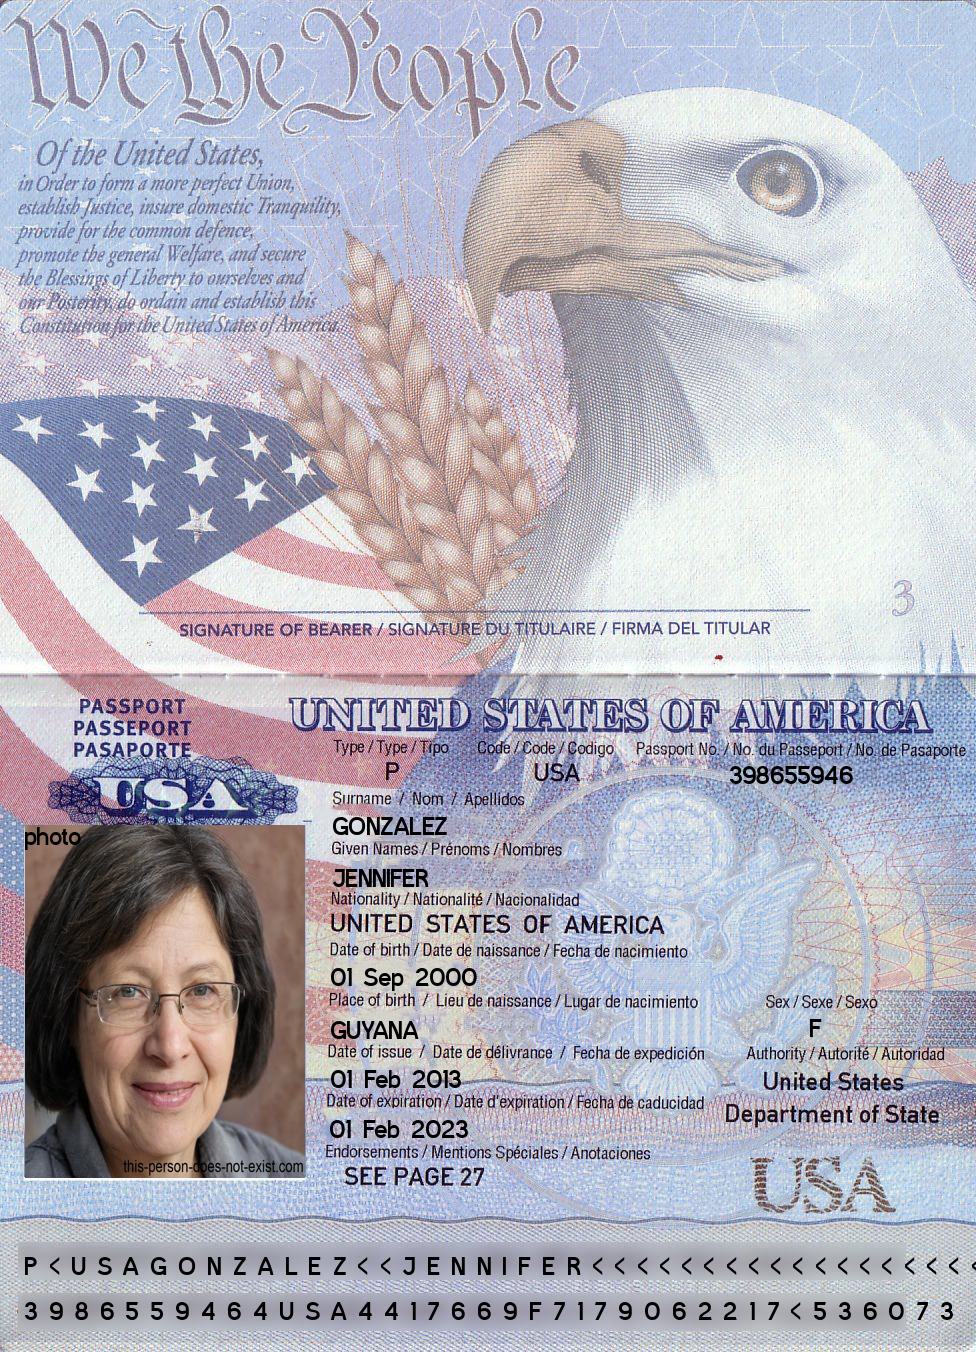 We the People
Of the United States,
in Order to form a more perfect Union,
establish Justice, insure domestic Tranquility,
provide for the common defence,
promote the general Welfare, and secure
the Blessings of Liberty to ourselves and
our Posterity, do ordain and establish this
Constitution for the United States of America.
3
SIGNATURE OF BEARER / SIGNATURE DU TITULAIRE / FIRMA DEL TITULAR
PASSPORT
PASSEPORT
PASAPORTE
USA
UNITED STATES OF AMERICA
Type / Type / Tipo Code / Code / Codigo Passport No. / No. du Passeport / No. de Pasaporte
P USA 398655946
Surname / Nom / Apellidos
GONZALEZ
Given Names / Prénoms / Nombres
JENNIFER
Nationality / Nationalité / Nacionalidad
UNITED STATES OF AMERICA
Date of birth / Date de naissance / Fecha de nacimiento
01 Sep 2000
Place of birth / Lieu de naissance / Lugar de nacimiento Sex / Sexe / Sexo
GUYANA F
Date of issue / Date de délivrance / Fecha de expedición Authority / Autorité / Autoridad
01 Feb 2013 United States
Date of expiration / Date d'expiration / Fecha de caducidad Department of State
01 Feb 2023
Endorsements / Mentions Spéciales / Anotaciones
SEE PAGE 27
USA
photo
this-person-does-not-exist.com
P<USAGONZALEZ<<JENNIFER<<<<<<<<<<<<<<<<
3986559464USA4417669F7179062217<536073